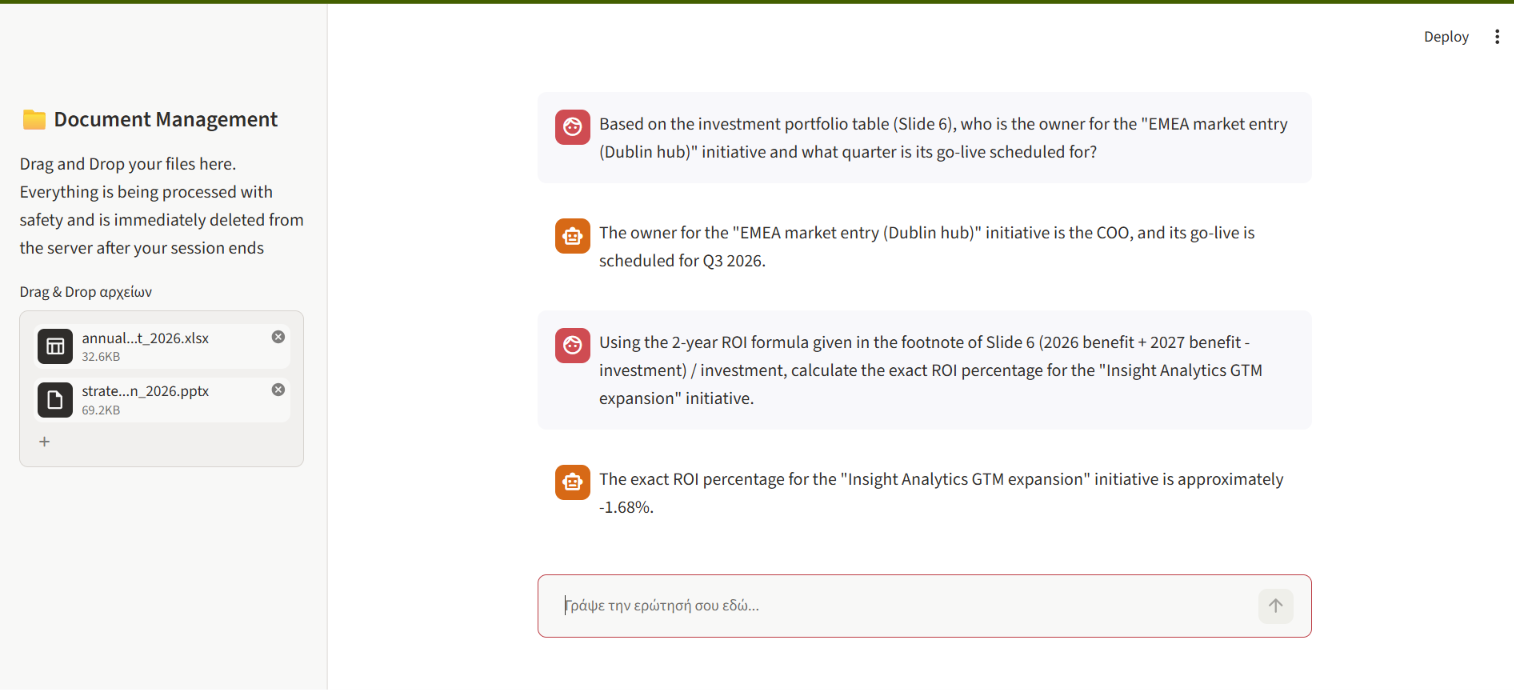 Deploy
Document Management
Drag and Drop your files here.
Everything is being processed with
safety and is immediately deleted from
the server after your session ends
Drag & Drop αρχείων
annual...t_2026.xlsx
32.6KB
strate...n_2026.pptx
69.2KB
Based on the investment portfolio table (Slide 6), who is the owner for the "EMEA market entry
(Dublin hub)" initiative and what quarter is its go-live scheduled for?
The owner for the "EMEA market entry (Dublin hub)" initiative is the COO, and its go-live is
scheduled for Q3 2026.
Using the 2-year ROI formula given in the footnote of Slide 6 (2026 benefit + 2027 benefit -
investment) / investment, calculate the exact ROI percentage for the "Insight Analytics GTM
expansion" initiative.
The exact ROI percentage for the "Insight Analytics GTM expansion" initiative is approximately
-1.68%.
Γράψε την ερώτησή σου εδώ...